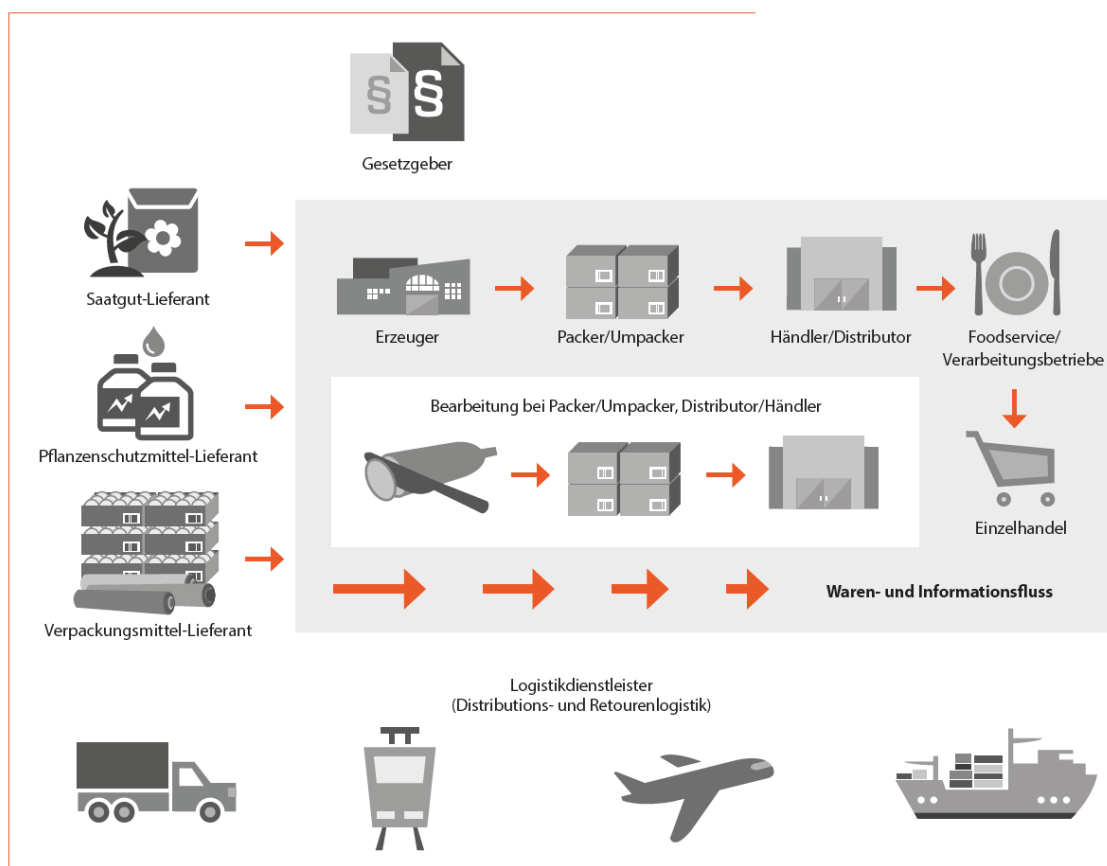 § §
Gesetzgeber
Saatgut-Lieferant
Erzeuger
Packer/Umpacker
Händler/Distributor
Foodservice/
Verarbeitungsbetriebe
Pflanzenschutzmittel-Lieferant
Bearbeitung bei Packer/Umpacker, Distributor/Händler
Einzelhandel
Verpackungsmittel-Lieferant
Waren- und Informationsfluss
Logistikdienstleister
(Distributions- und Retourenlogistik)